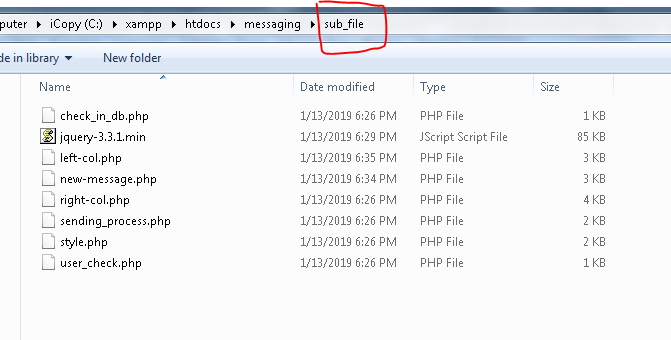 puter ▸ iCopy (C:) ▸ xampp ▸ htdocs ▸ messaging ▸ sub_file
de in library ▾ New folder
Name Date modified Type Size
check_in_db.php 1/13/2019 6:26 PM PHP File 1 KB
jquery-3.3.1.min 1/13/2019 6:29 PM JScript Script File 85 KB
left-col.php 1/13/2019 6:35 PM PHP File 3 KB
new-message.php 1/13/2019 6:34 PM PHP File 3 KB
right-col.php 1/13/2019 6:26 PM PHP File 4 KB
sending_process.php 1/13/2019 6:26 PM PHP File 2 KB
style.php 1/13/2019 6:26 PM PHP File 2 KB
user_check.php 1/13/2019 6:26 PM PHP File 1 KB